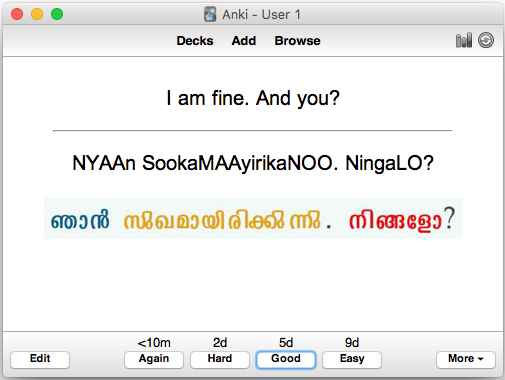 Anki - User 1
Decks Add Browse
I am fine. And you?
NYAAn SookaMAAyirikaNOO. NingaLO?
ഞാൻ സുഖമായിരിക്കുന്നു. നിങ്ങളോ?
<10m 2d 5d 9d
Edit Again Hard Good Easy More